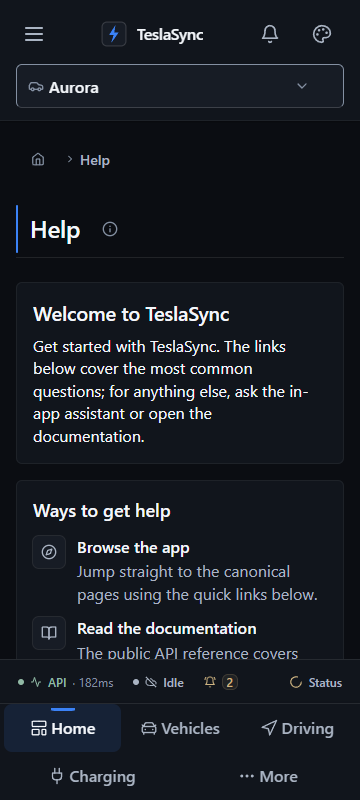 TeslaSync
Aurora
Help
Help
Welcome to TeslaSync
Get started with TeslaSync. The links
below cover the most common
questions; for anything else, ask the in-
app assistant or open the
documentation.
Ways to get help
Browse the app
Jump straight to the canonical
pages using the quick links below.
Read the documentation
The public API reference covers
API · 182ms
Idle
2
Status
Home
Vehicles
Driving
Charging
More